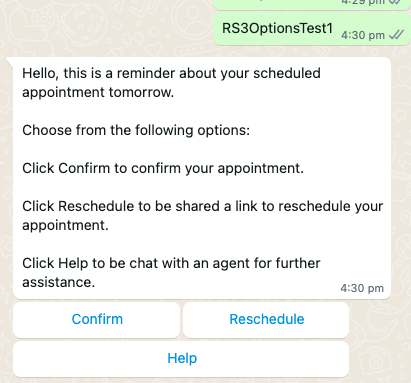 4:29 pm
RS3OptionsTest1 4:30 pm
Hello, this is a reminder about your scheduled
appointment tomorrow.
Choose from the following options:
Click Confirm to confirm your appointment.
Click Reschedule to be shared a link to reschedule your
appointment.
Click Help to be chat with an agent for further
assistance.
4:30 pm
Confirm Reschedule
Help